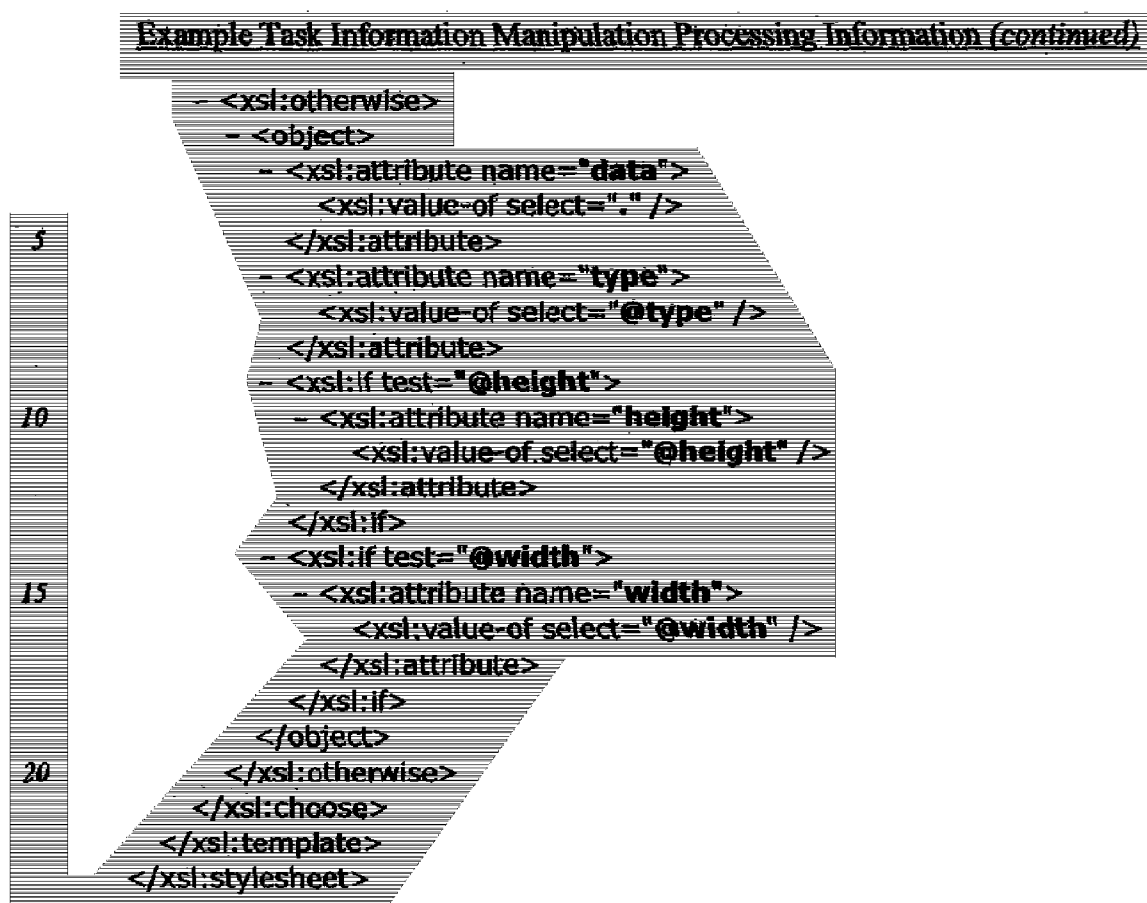 Example Task Information Manipulation Processing Information (continued)
- <xsl:otherwise>
- <object>
- <xsl:attribute name="data">
<xsl:value-of select="." />
5 </xsl:attribute>
- <xsl:attribute name="type">
<xsl:value-of select="@type" />
</xsl:attribute>
- <xsl:if test="@height">
10 - <xsl:attribute name="height">
<xsl:value-of select="@height" />
</xsl:attribute>
</xsl:if>
- <xsl:if test="@width">
15 - <xsl:attribute name="width">
<xsl:value-of select="@width" />
</xsl:attribute>
</xsl:if>
</object>
20 </xsl:otherwise>
</xsl:choose>
</xsl:template>
</xsl:stylesheet>